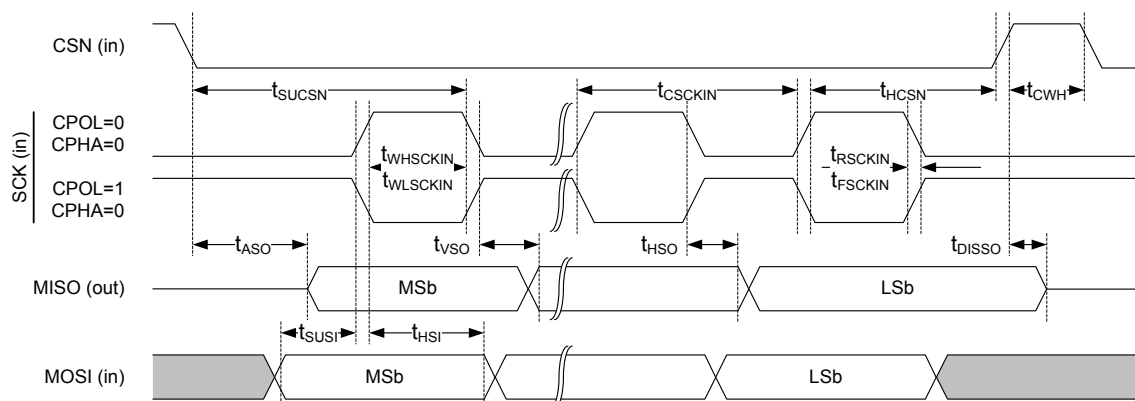 CSN (in)
tSUCSN
tCSCKIN
tHCSN
tCWH
SCK (in)
CPOL=0
CPHA=0
CPOL=1
CPHA=0
tWHSCKIN
tWLSCKIN
tRSCKIN
tFSCKIN
tASO
tVSO
tHSO
tDISSO
MISO (out)
MSb
LSb
tSUSI
tHSI
MOSI (in)
MSb
LSb